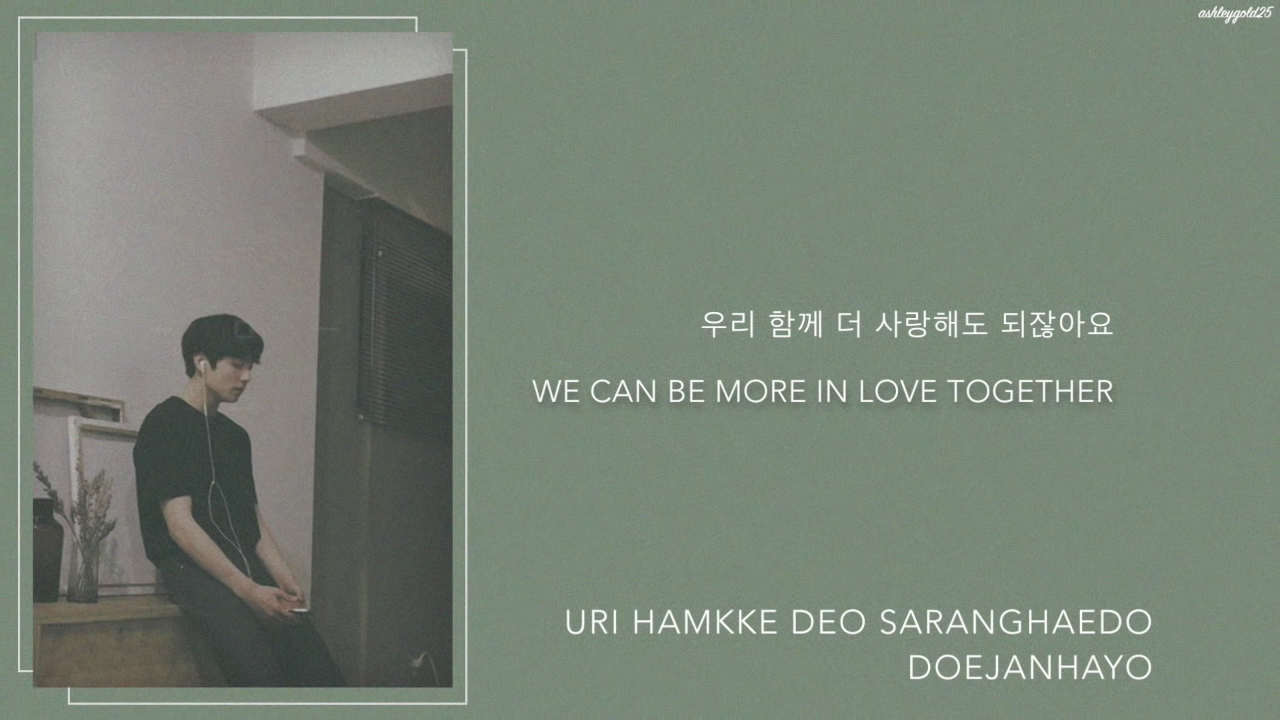 ashleygold25
우리 함께 더 사랑해도 되잖아요
WE CAN BE MORE IN LOVE TOGETHER
URI HAMKKE DEO SARANGHAEDO
DOEJANHAYO